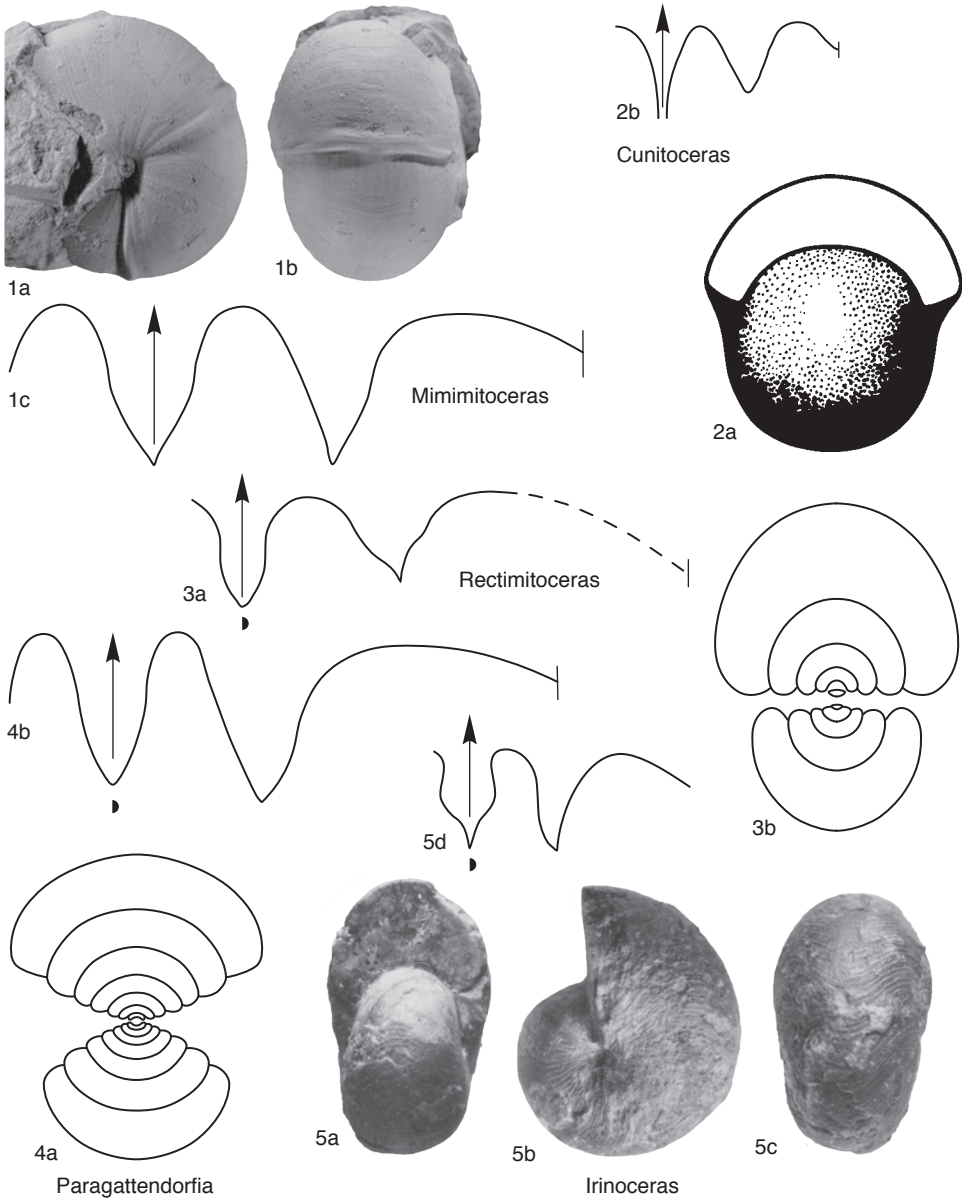 2b
Cunitoceras
1b
1a
1c
Mimimitoceras
2a
3a
Rectimitoceras
4b
5d
3b
4a
5a
5b
5c
Paragattendorfia
Irinoceras